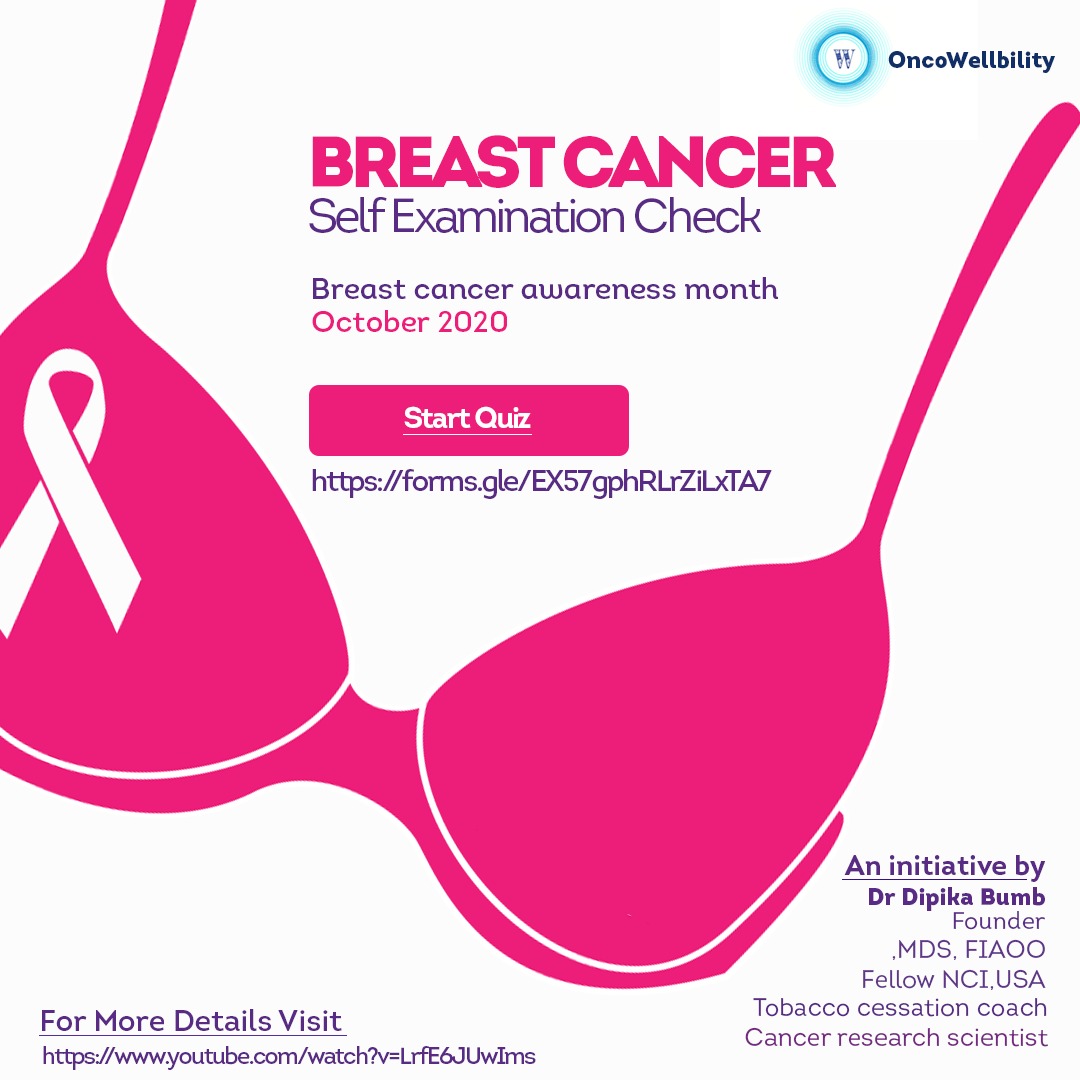 W
OncoWellbility
BREAST CANCER
Self Examination Check
Breast cancer awareness month
October 2020
Start Quiz
https://forms.gle/EX57gphRLrZiLxTA7
An initiative by
Dr Dipika Bumb
Founder
,MDS, FIAOO
Fellow NCI,USA
Tobacco cessation coach
Cancer research scientist
For More Details Visit
https://www.youtube.com/watch?v=LrfE6JUwIms